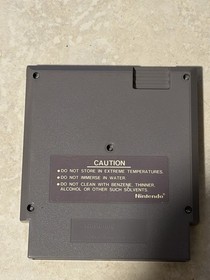 CAUTION
●DO NOT STORE IN EXTREME TEMPERATURES.
●DO NOT IMMERSE IN WATER
●DO NOT CLEAN WITH BENZENE, THINNER,
ALCOHOL OR OTHER SUCH SOLVENTS.
Nintendo